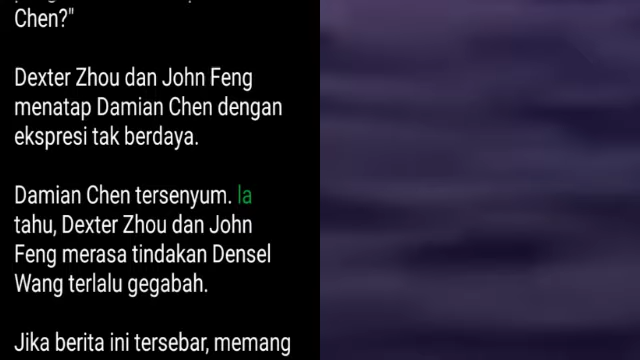 Chen?"
Dexter Zhou dan John Feng
menatap Damian Chen dengan
ekspresi tak berdaya.
Damian Chen tersenyum. Ia
tahu, Dexter Zhou dan John
Feng merasa tindakan Densel
Wang terlalu gegabah.
Jika berita ini tersebar, memang